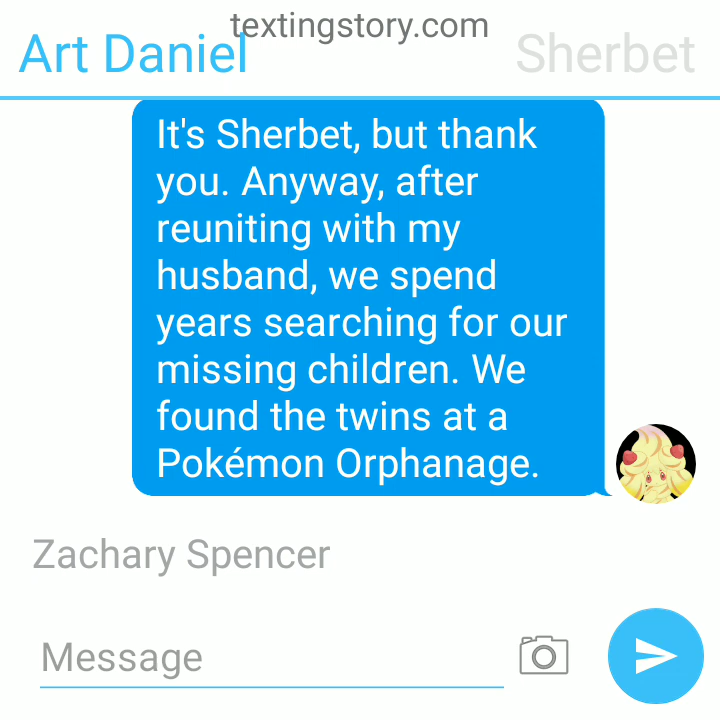 textingstory.com
Art Daniel
Sherbet
It's Sherbet, but thank
you. Anyway, after
reuniting with my
husband, we spend
years searching for our
missing children. We
found the twins at a
Pokémon Orphanage.
Zachary Spencer
Message